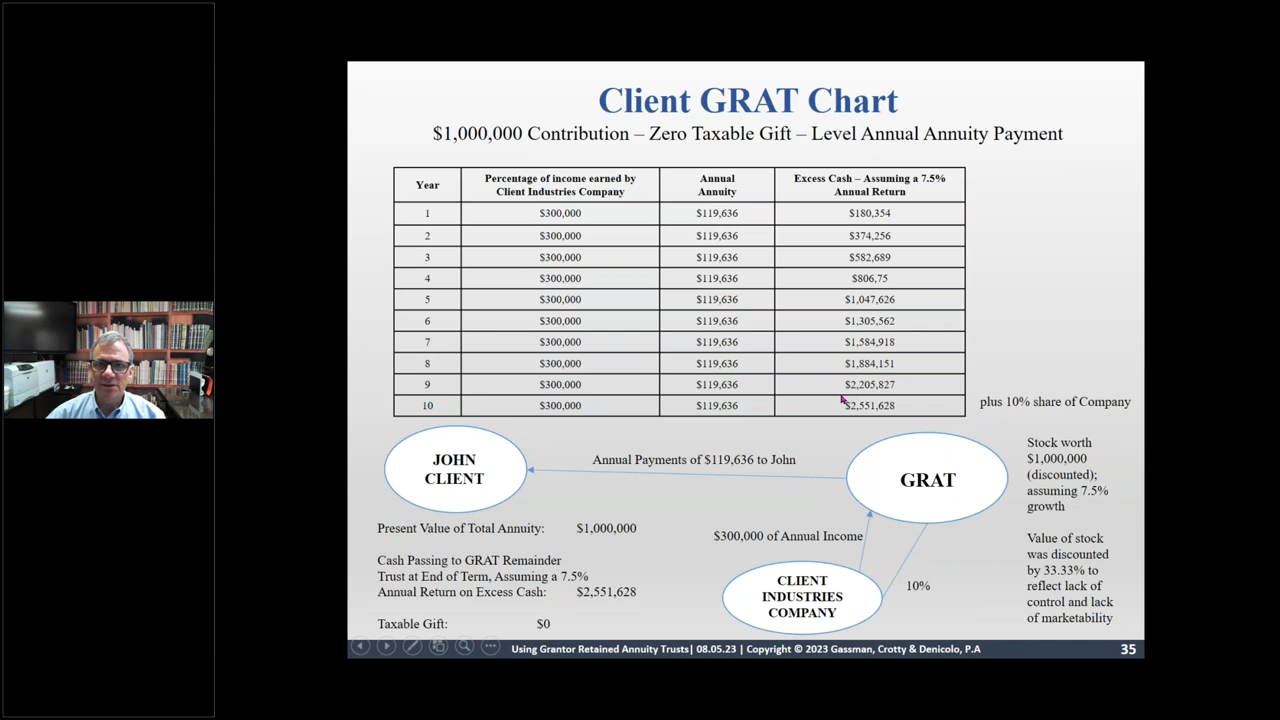 Client GRAT Chart
$1,000,000 Contribution – Zero Taxable Gift – Level Annual Annuity Payment
Year
Percentage of income earned by
Client Industries Company
Annual
Annuity
Excess Cash – Assuming a 7.5%
Annual Return
1 $300,000 $119,636 $180,354
2 $300,000 $119,636 $374,256
3 $300,000 $119,636 $582,689
4 $300,000 $119,636 $806,75
5 $300,000 $119,636 $1,047,626
6 $300,000 $119,636 $1,305,562
7 $300,000 $119,636 $1,584,918
8 $300,000 $119,636 $1,884,151
9 $300,000 $119,636 $2,205,827
10 $300,000 $119,636 $2,551,628
plus 10% share of Company
JOHN
CLIENT
Annual Payments of $119,636 to John
GRAT
Stock worth
$1,000,000
(discounted);
assuming 7.5%
growth
Present Value of Total Annuity: $1,000,000
$300,000 of Annual Income
Value of stock
was discounted
by 33.33% to
reflect lack of
control and lack
of marketability
Cash Passing to GRAT Remainder
Trust at End of Term, Assuming a 7.5%
Annual Return on Excess Cash: $2,551,628
CLIENT
INDUSTRIES
COMPANY
10%
Taxable Gift: $0
Using Grantor Retained Annuity Trusts| 08.05.23 | Copyright © 2023 Gassman, Crotty & Denicolo, P.A
35